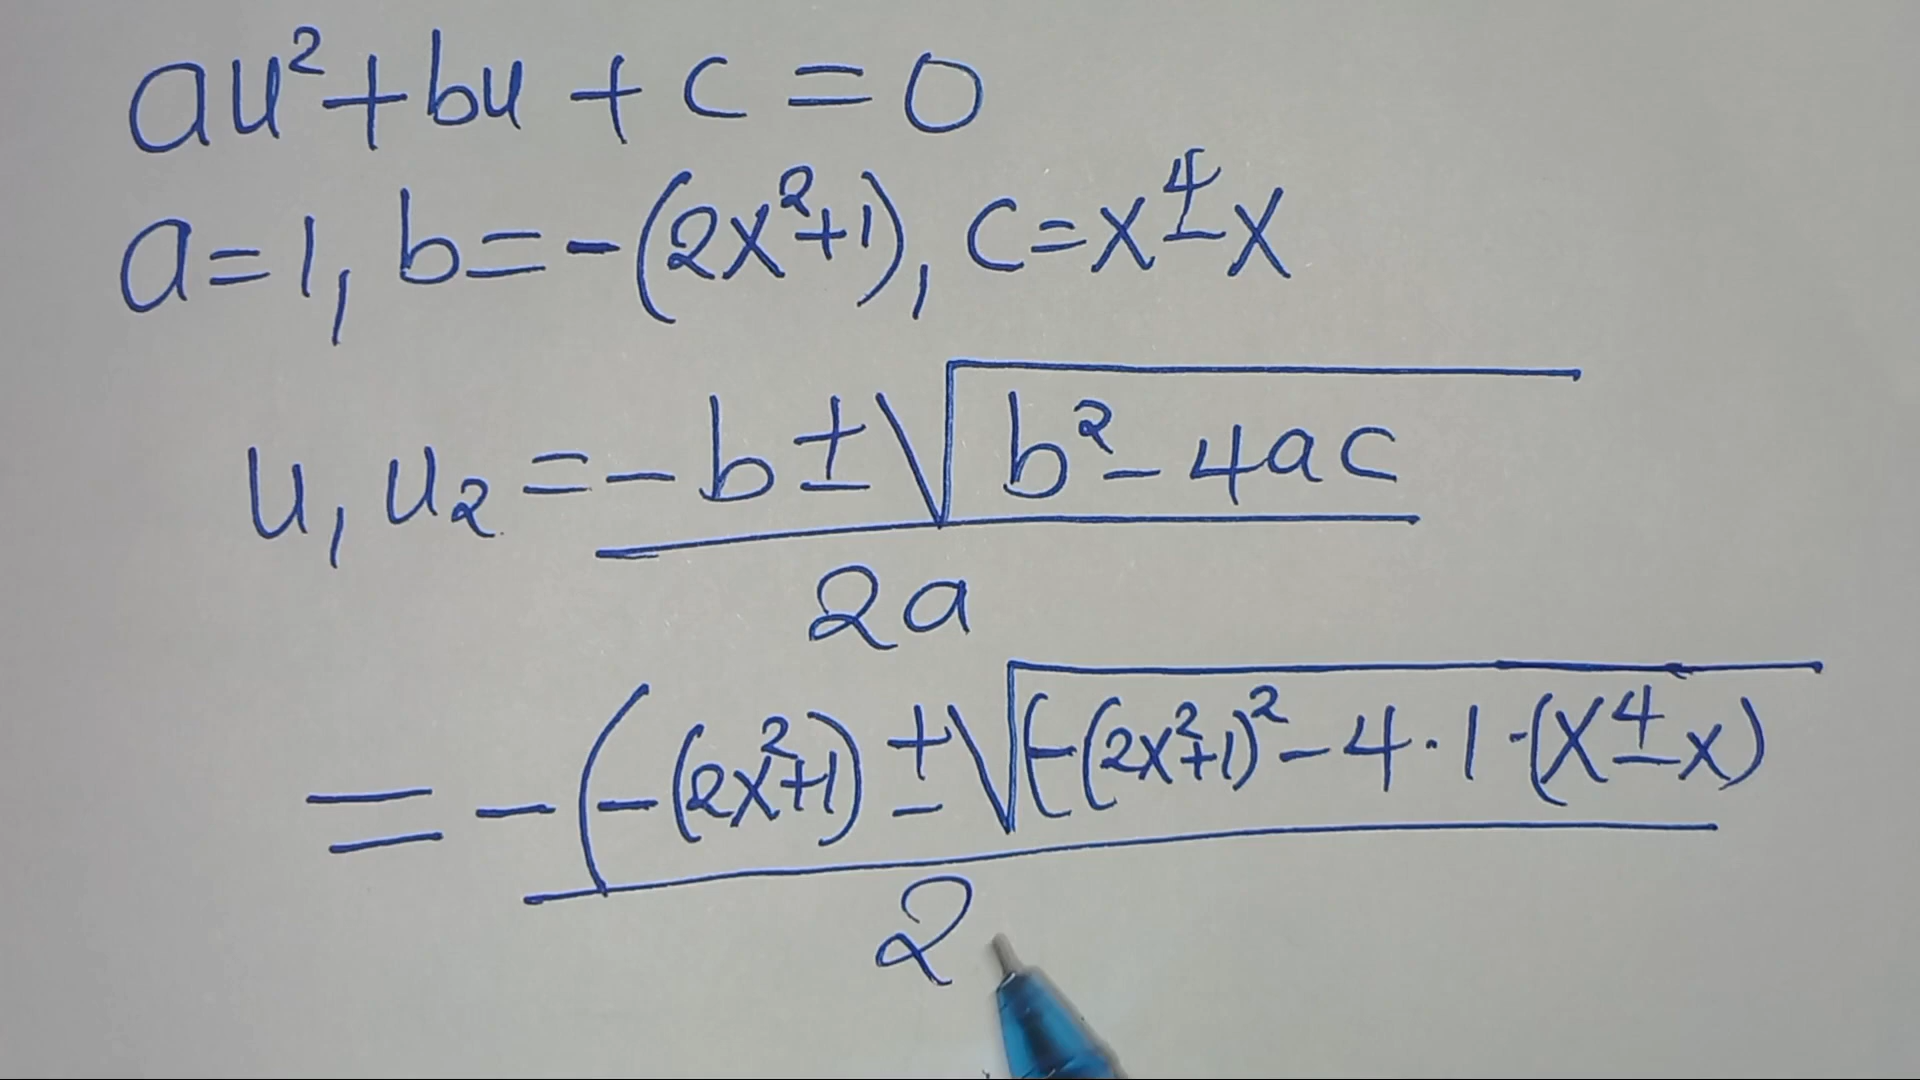 au² + bu + c = 0
a = 1, b = -(2x²+1), c = x⁴ - x
u, u₂ = -b ± √(b² - 4ac)
2a
= -(-(2x²+1) ± √(-(2x²+1)² - 4·1·(x⁴ - x)
2